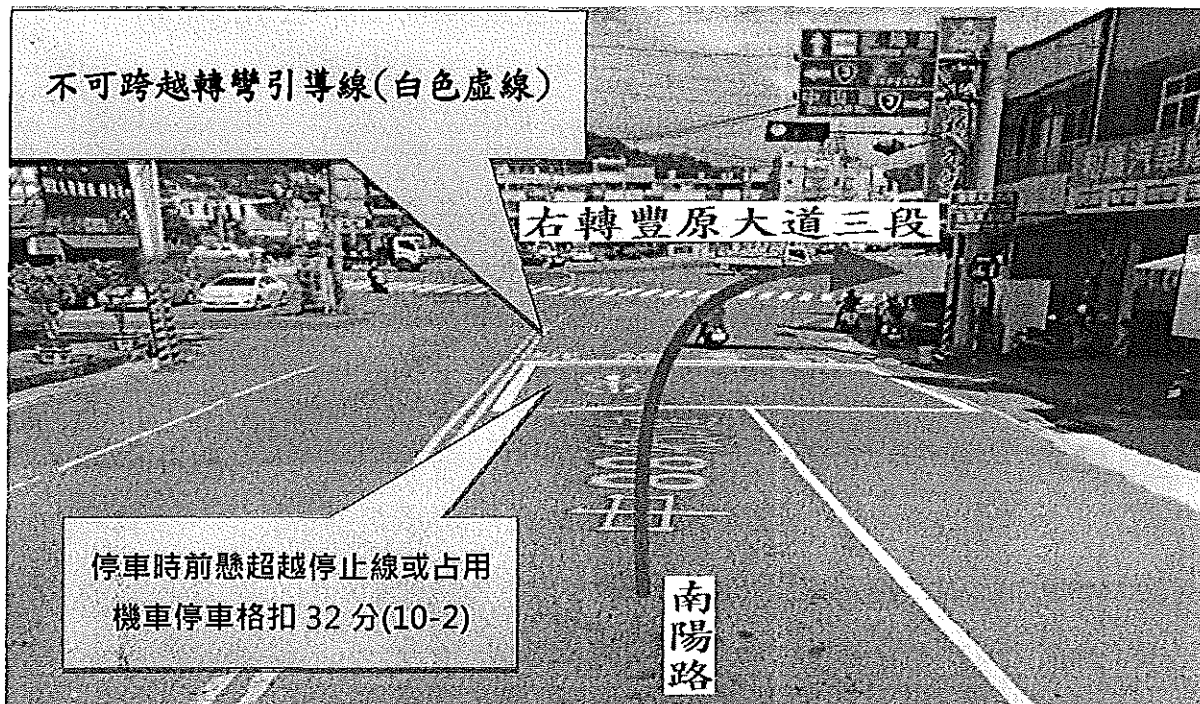 不可跨越轉彎引導線(白色虛線)
右轉豐原大道三段
停車時前懸超越停止線或占用
機車停車格扣 32 分(10-2)
南陽路